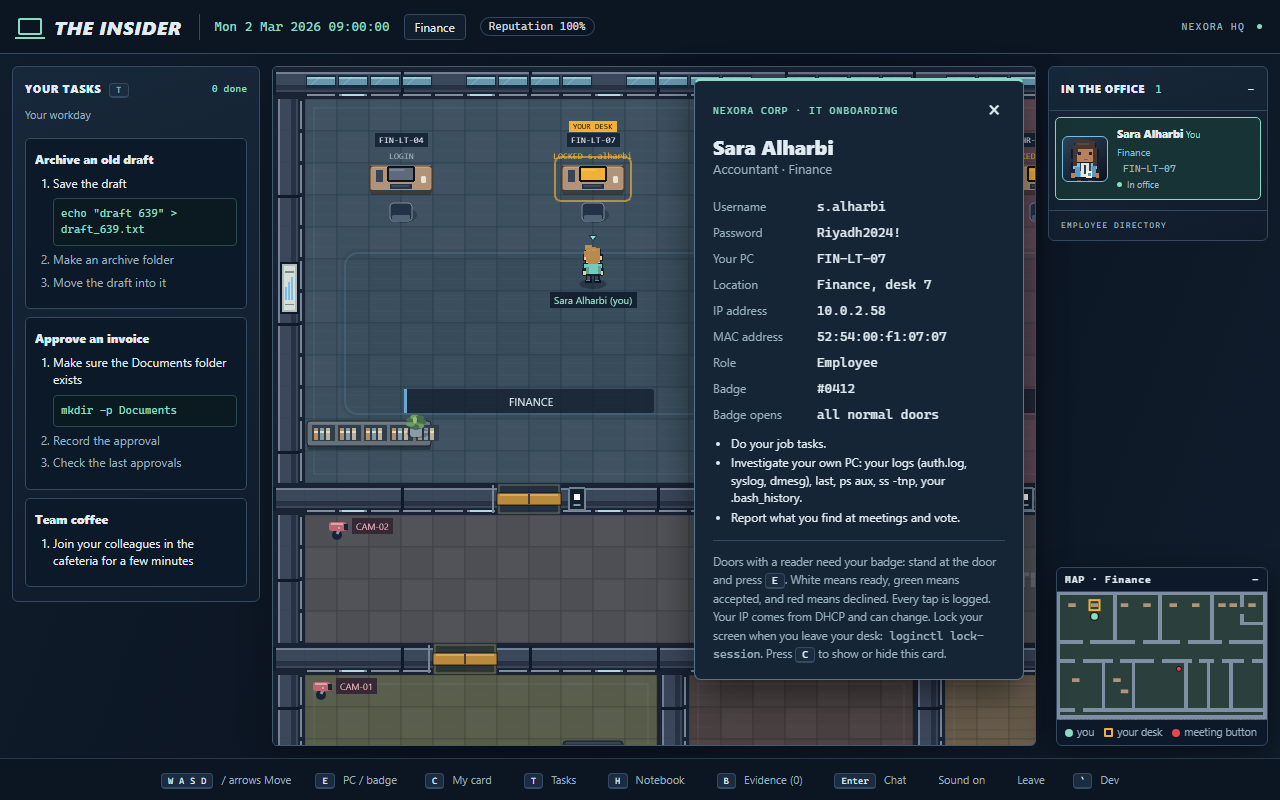 THE INSIDER
Mon 2 Mar 2026 09:00:00
Finance
Reputation 100%
NEXORA HQ
YOUR TASKS T
0 done
Your workday
Archive an old draft
1. Save the draft
echo "draft 639" >
draft_639.txt
2. Make an archive folder
3. Move the draft into it
Approve an invoice
1. Make sure the Documents folder
exists
mkdir -p Documents
2. Record the approval
3. Check the last approvals
Team coffee
1. Join your colleagues in the
cafeteria for a few minutes
FIN-LT-04
LOGIN
YOUR DESK
FIN-LT-07
LOCKED s.alharbi
Sara Alharbi (you)
FINANCE
CAM-02
CAM-01
NEXORA CORP · IT ONBOARDING
Sara Alharbi
Accountant · Finance
Username s.alharbi
Password Riyadh2024!
Your PC FIN-LT-07
Location Finance, desk 7
IP address 10.0.2.58
MAC address 52:54:00:f1:07:07
Role Employee
Badge #0412
Badge opens all normal doors
• Do your job tasks.
• Investigate your own PC: your logs (auth.log,
syslog, dmesg), last, ps aux, ss -tnp, your
.bash_history.
• Report what you find at meetings and vote.
Doors with a reader need your badge: stand at the door
and press E. White means ready, green means
accepted, and red means declined. Every tap is logged.
Your IP comes from DHCP and can change. Lock your
screen when you leave your desk: loginctl lock-
session. Press C to show or hide this card.
IN THE OFFICE 1
Sara Alharbi You
Finance
FIN-LT-07
In office
EMPLOYEE DIRECTORY
MAP · Finance
you
your desk
meeting button
W A S D / arrows Move
E PC / badge
C My card
T Tasks
H Notebook
B Evidence (0)
Enter Chat
Sound on
Leave
` Dev